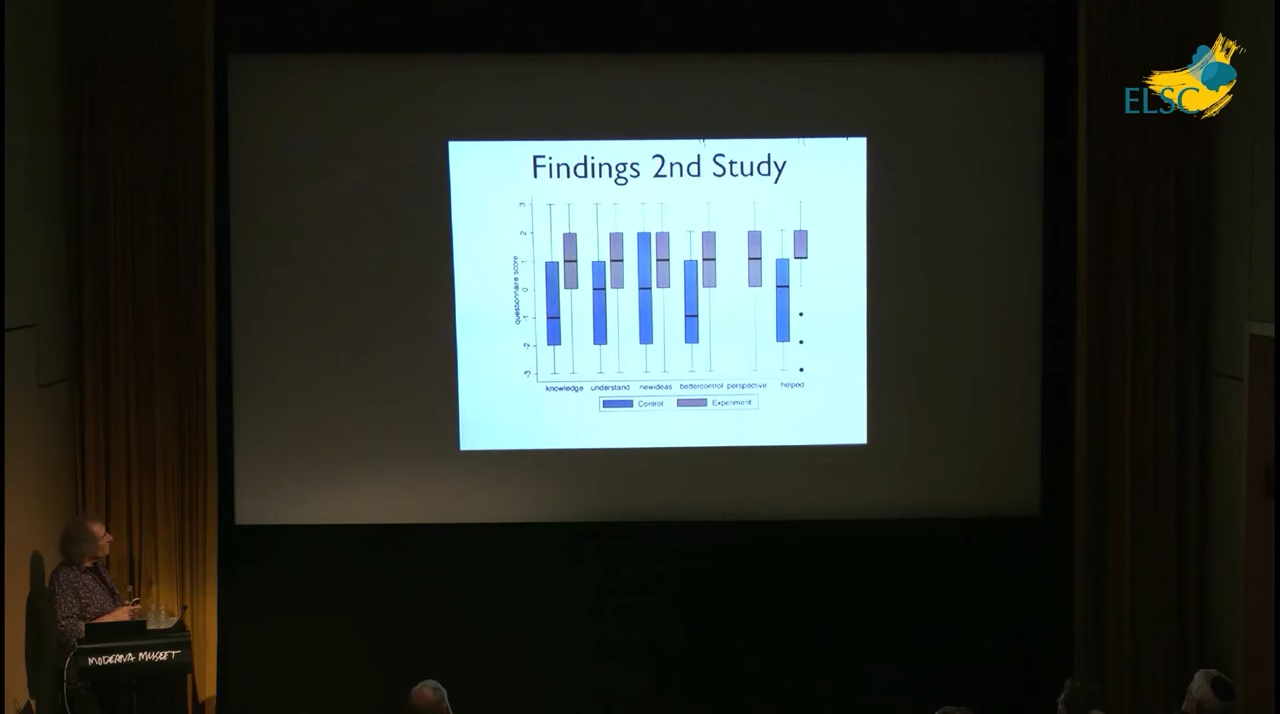 ELSC
Findings 2nd Study
questionnaire score
3
2
1
0
-1
-2
-3
knowledge understand newideas bettercontrol perspective helped
Control Experiment
MODERNA MUSEET